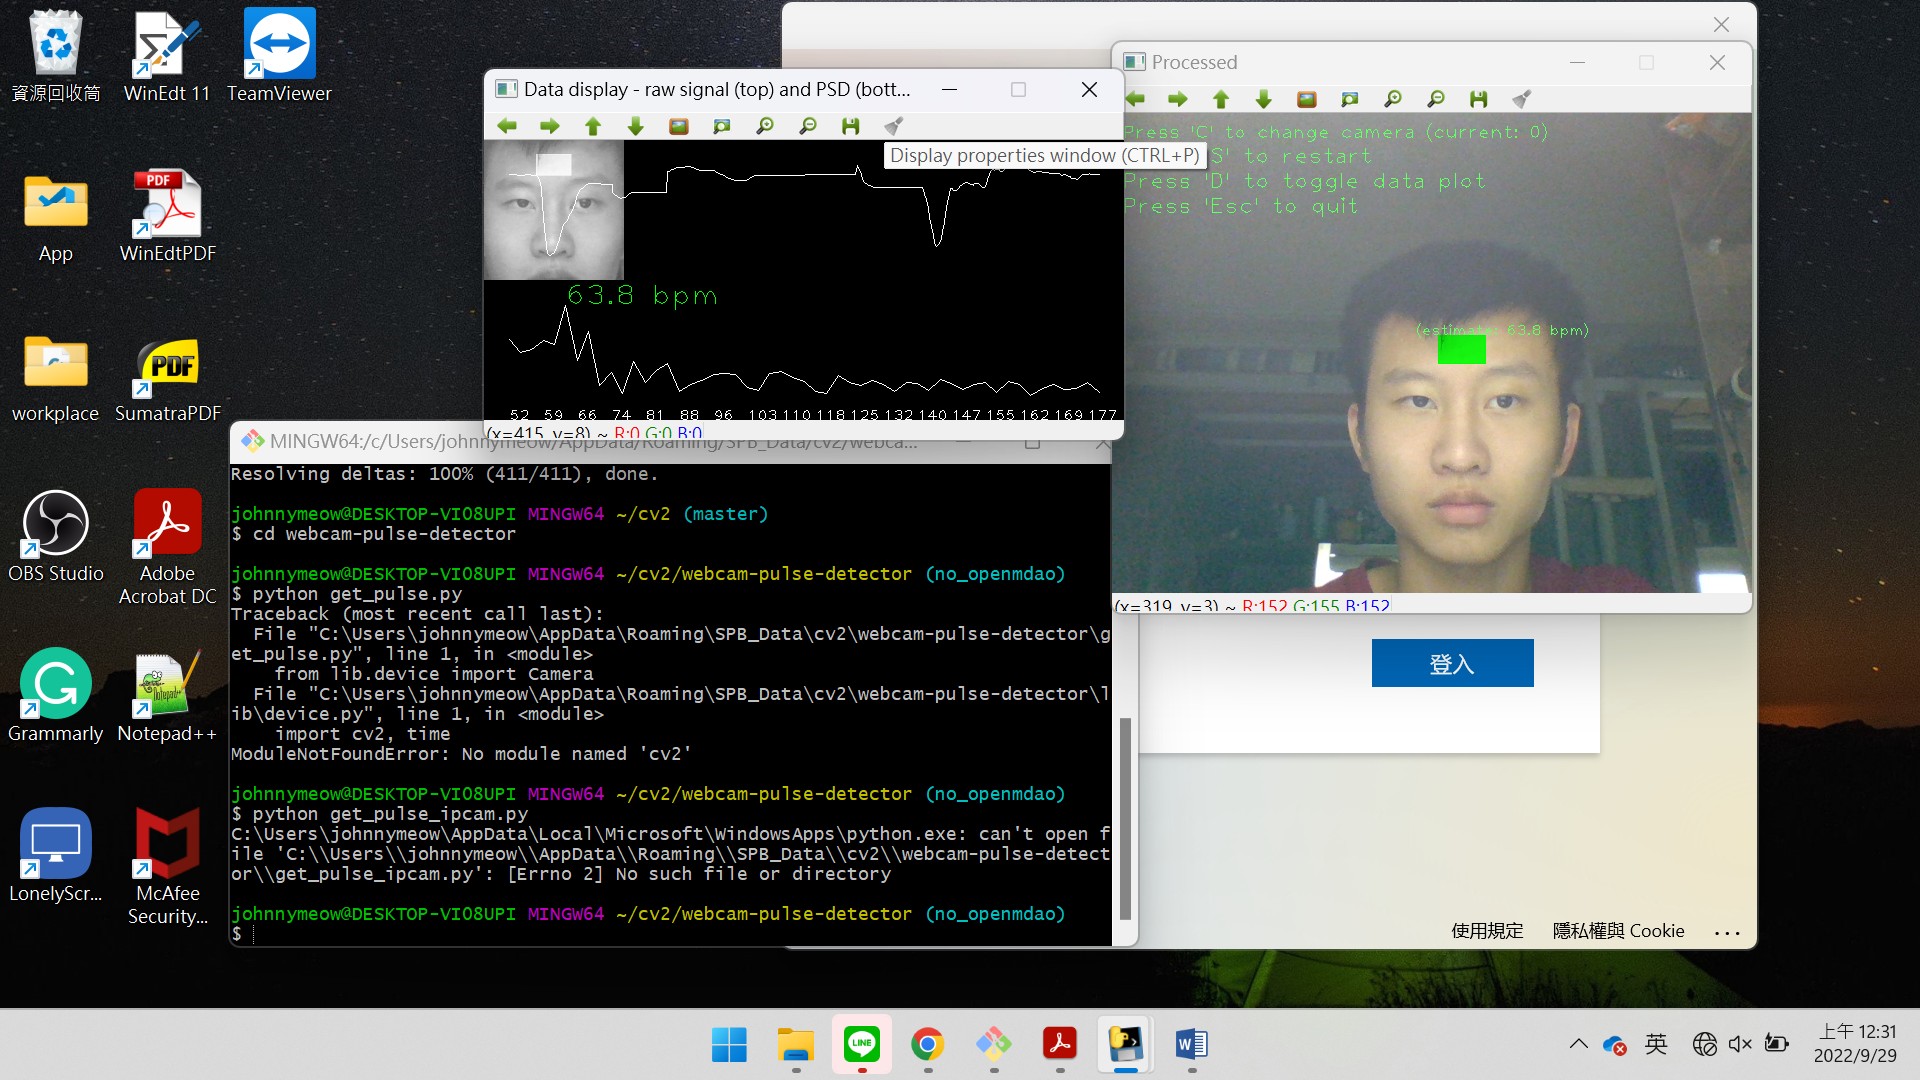 資源回收筒
WinEdt 11
TeamViewer
App
WinEdtPDF
workplace
SumatraPDF
OBS Studio
Adobe
Acrobat DC
Grammarly
Notepad++
LonelyScr...
McAfee
Security...
PDF
PDF
Data display - raw signal (top) and PSD (bott...
Display properties window (CTRL+P)
63.8 bpm
52 59 66 74 81 88 96 103 110 118 125 132 140 147 155 162 169 177
(x=415, y=8) ~ R:0 G:0 B:0
Processed
Press 'C' to change camera (current: 0)
S' to restart
Press 'D' to toggle data plot
Press 'Esc' to quit
(estimate: 63.8 bpm)
(x=319, y=3) ~ R:152 G:155 B:152
MINGW64:/c/Users/johnnymeow/AppData/Roaming/SPB_Data/cv2/webca...
Resolving deltas: 100% (411/411), done.
johnnymeow@DESKTOP-VIO8UPI MINGW64 ~/cv2 (master)
$ cd webcam-pulse-detector
johnnymeow@DESKTOP-VIO8UPI MINGW64 ~/cv2/webcam-pulse-detector (no_openmdao)
$ python get_pulse.py
Traceback (most recent call last):
File "C:\Users\johnnymeow\AppData\Roaming\SPB_Data\cv2\webcam-pulse-detector\g
et_pulse.py", line 1, in <module>
from lib.device import Camera
File "C:\Users\johnnymeow\AppData\Roaming\SPB_Data\cv2\webcam-pulse-detector\l
ib\device.py", line 1, in <module>
import cv2, time
ModuleNotFoundError: No module named 'cv2'
johnnymeow@DESKTOP-VIO8UPI MINGW64 ~/cv2/webcam-pulse-detector (no_openmdao)
$ python get_pulse_ipcam.py
C:\Users\johnnymeow\AppData\Local\Microsoft\WindowsApps\python.exe: can't open f
ile 'C:\\Users\\johnnymeow\\AppData\\Roaming\\SPB_Data\\cv2\\webcam-pulse-detect
or\\get_pulse_ipcam.py': [Errno 2] No such file or directory
johnnymeow@DESKTOP-VIO8UPI MINGW64 ~/cv2/webcam-pulse-detector (no_openmdao)
$
登入
使用規定 隱私權與 Cookie ...
LINE
英
上午 12:31
2022/9/29